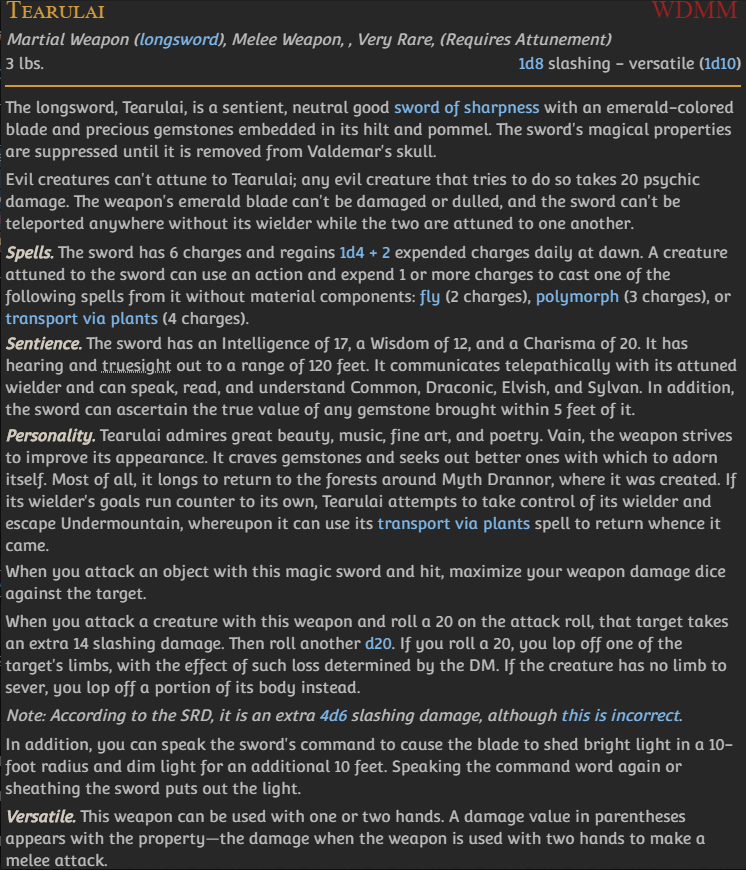 TEARULAI WDMM
Martial Weapon (longsword), Melee Weapon, , Very Rare, (Requires Attunement)
3 lbs. 1d8 slashing - versatile (1d10)
The longsword, Tearulai, is a sentient, neutral good sword of sharpness with an emerald-colored
blade and precious gemstones embedded in its hilt and pommel. The sword's magical properties
are suppressed until it is removed from Valdemar's skull.
Evil creatures can't attune to Tearulai; any evil creature that tries to do so takes 20 psychic
damage. The weapon's emerald blade can't be damaged or dulled, and the sword can't be
teleported anywhere without its wielder while the two are attuned to one another.
Spells. The sword has 6 charges and regains 1d4 + 2 expended charges daily at dawn. A creature
attuned to the sword can use an action and expend 1 or more charges to cast one of the
following spells from it without material components: fly (2 charges), polymorph (3 charges), or
transport via plants (4 charges).
Sentience. The sword has an Intelligence of 17, a Wisdom of 12, and a Charisma of 20. It has
hearing and truesight out to a range of 120 feet. It communicates telepathically with its attuned
wielder and can speak, read, and understand Common, Draconic, Elvish, and Sylvan. In addition,
the sword can ascertain the true value of any gemstone brought within 5 feet of it.
Personality. Tearulai admires great beauty, music, fine art, and poetry. Vain, the weapon strives
to improve its appearance. It craves gemstones and seeks out better ones with which to adorn
itself. Most of all, it longs to return to the forests around Myth Drannor, where it was created. If
its wielder's goals run counter to its own, Tearulai attempts to take control of its wielder and
escape Undermountain, whereupon it can use its transport via plants spell to return whence it
came.
When you attack an object with this magic sword and hit, maximize your weapon damage dice
against the target.
When you attack a creature with this weapon and roll a 20 on the attack roll, that target takes
an extra 14 slashing damage. Then roll another d20. If you roll a 20, you lop off one of the
target's limbs, with the effect of such loss determined by the DM. If the creature has no limb to
sever, you lop off a portion of its body instead.
Note: According to the SRD, it is an extra 4d6 slashing damage, although this is incorrect.
In addition, you can speak the sword's command to cause the blade to shed bright light in a 10-
foot radius and dim light for an additional 10 feet. Speaking the command word again or
sheathing the sword puts out the light.
Versatile. This weapon can be used with one or two hands. A damage value in parentheses
appears with the property—the damage when the weapon is used with two hands to make a
melee attack.